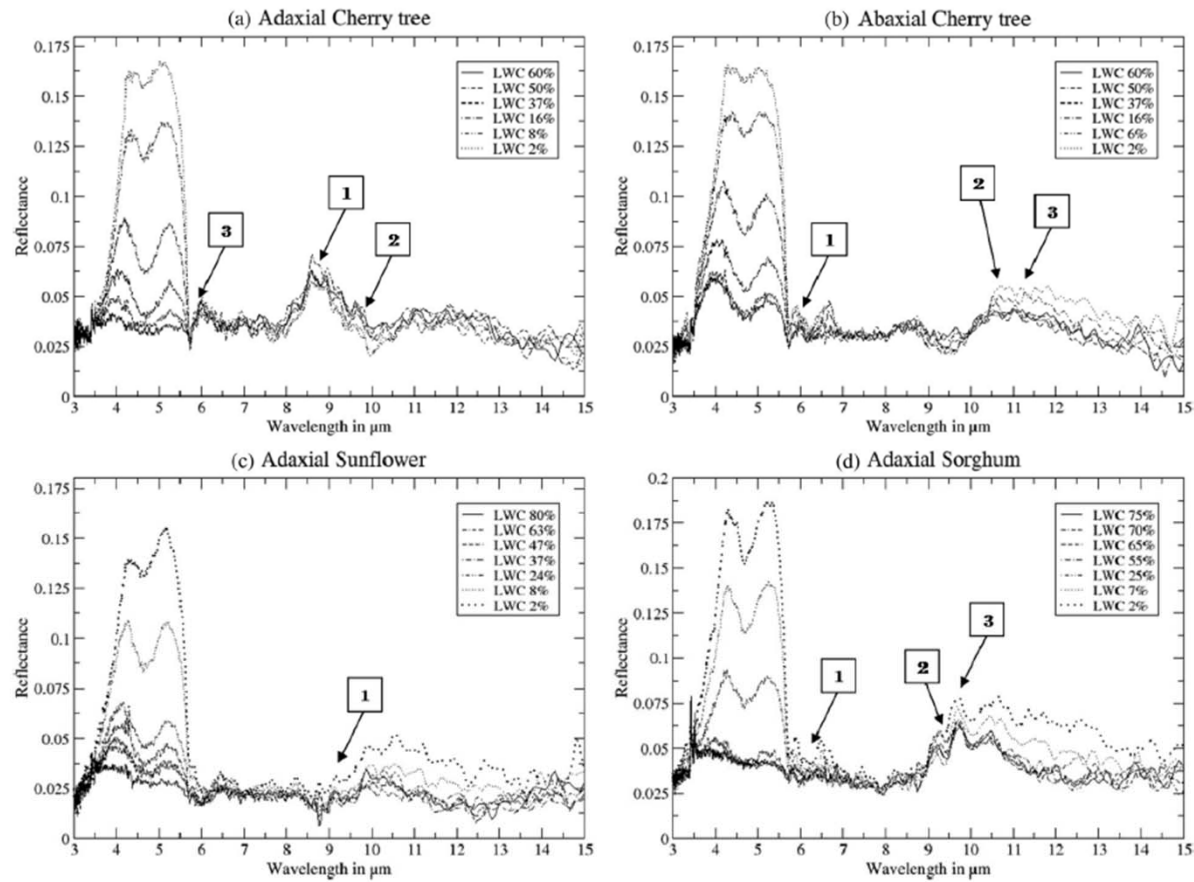 (a) Adaxial Cherry tree
0.175
0.15
0.125
0.1
0.075
0.05
0.025
0
Reflectance
LWC 60%
LWC 50%
LWC 37%
LWC 16%
LWC 8%
LWC 2%
1
2
3
3 4 5 6 7 8 9 10 11 12 13 14 15
Wavelength in µm
(b) Abaxial Cherry tree
0.175
0.15
0.125
0.1
0.075
0.05
0.025
0
Reflectance
LWC 60%
LWC 50%
LWC 37%
LWC 16%
LWC 6%
LWC 2%
2
3
1
3 4 5 6 7 8 9 10 11 12 13 14 15
Wavelength in µm
(c) Adaxial Sunflower
0.175
0.15
0.125
0.1
0.075
0.05
0.025
0
Reflectance
LWC 80%
LWC 63%
LWC 47%
LWC 37%
LWC 24%
LWC 8%
LWC 2%
1
3 4 5 6 7 8 9 10 11 12 13 14 15
Wavelength in µm
(d) Adaxial Sorghum
0.2
0.175
0.15
0.125
0.1
0.075
0.05
0.025
0
Reflectance
LWC 75%
LWC 70%
LWC 65%
LWC 55%
LWC 25%
LWC 7%
LWC 2%
3
2
1
3 4 5 6 7 8 9 10 11 12 13 14 15
Wavelength in µm